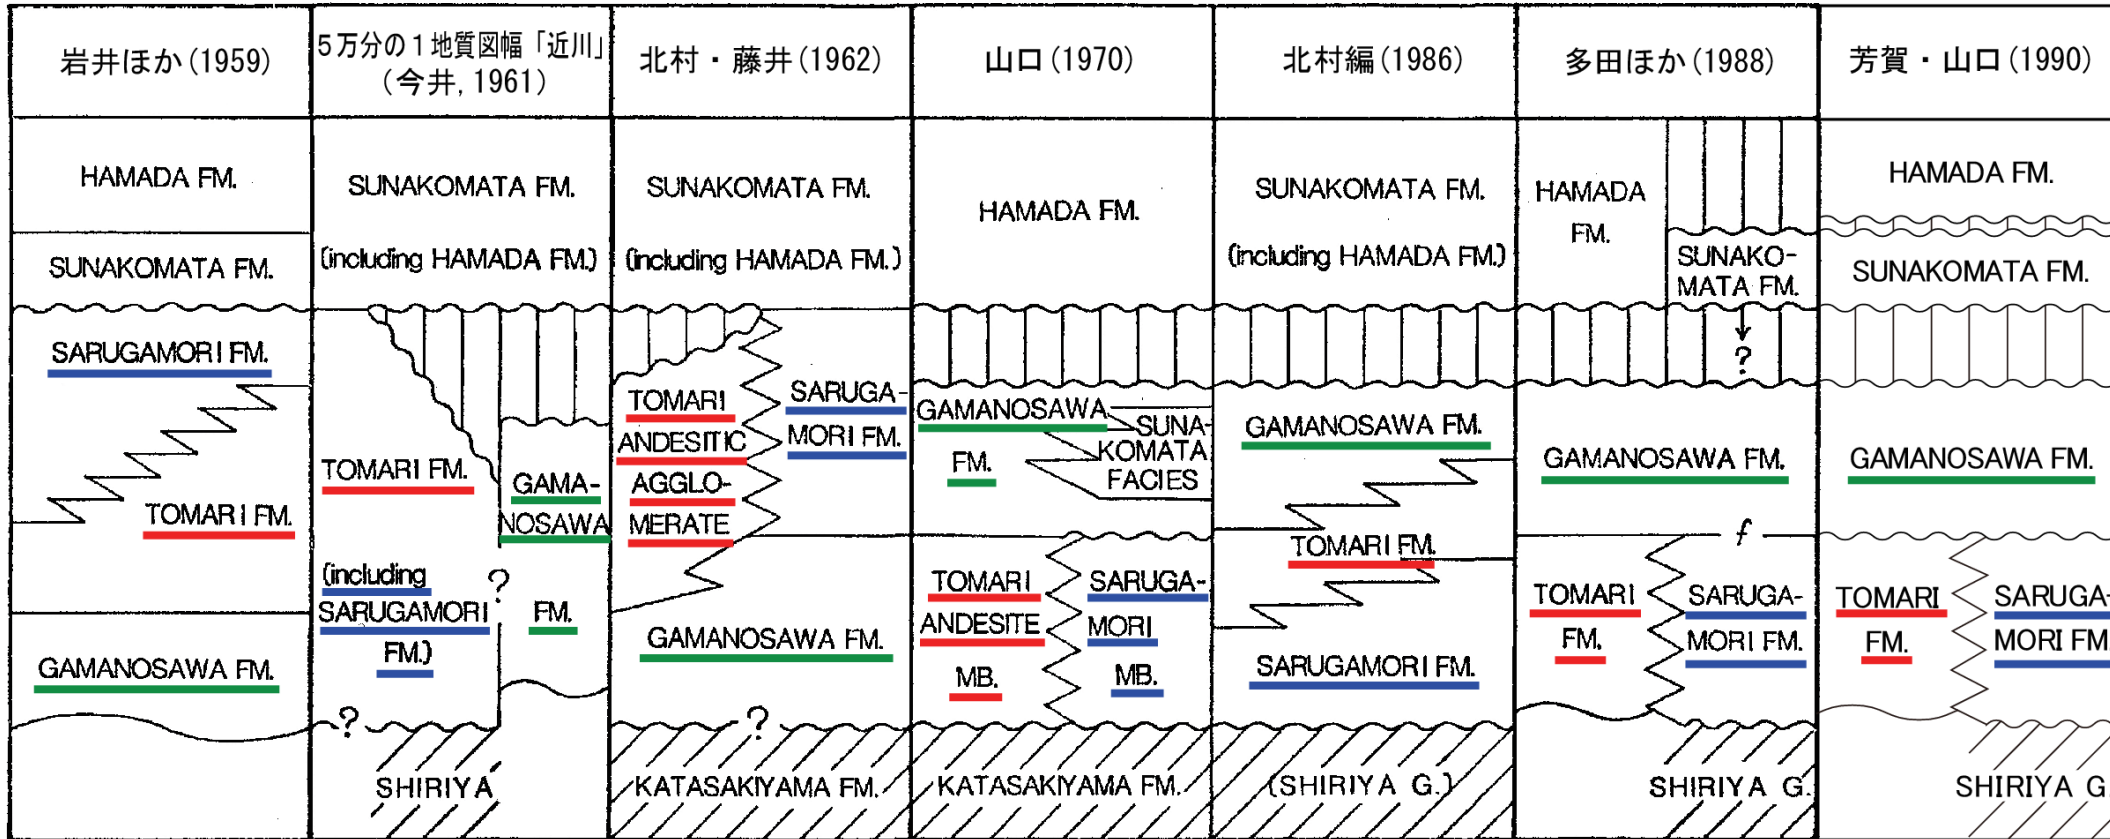 岩井ほか(1959)
HAMADA FM.
SUNAKOMATA FM.
SARUGAMORI FM.
TOMARI FM.
GAMANOSAWA FM.
5万分の1地質図幅「近川」
(今井, 1961)
SUNAKOMATA FM.
(including HAMADA FM.)
TOMARI FM.
(including
SARUGAMORI
FM.)
GAMA-
NOSAWA
FM.
?
?
SHIRIYA
北村・藤井(1962)
SUNAKOMATA FM.
(including HAMADA FM.)
TOMARI
ANDESITIC
AGGLO-
MERATE
SARUGA-
MORI FM.
GAMANOSAWA FM.
?
KATASAKIYAMA FM.
山口(1970)
HAMADA FM.
GAMANOSAWA
FM.
SUNA-
KOMATA
FACIES
TOMARI
ANDESITE
MB.
SARUGA-
MORI
MB.
KATASAKIYAMA FM.
北村編(1986)
SUNAKOMATA FM.
(including HAMADA FM.)
GAMANOSAWA FM.
TOMARI FM.
SARUGAMORI FM.
(SHIRIYA G.)
多田ほか(1988)
HAMADA
FM.
SUNAKO-
MATA FM.
?
GAMANOSAWA FM.
f
TOMARI
FM.
SARUGA-
MORI FM.
SHIRIYA G.
芳賀・山口(1990)
HAMADA FM.
SUNAKOMATA FM.
GAMANOSAWA FM.
TOMARI
FM.
SARUGA-
MORI FM.
SHIRIYA G.